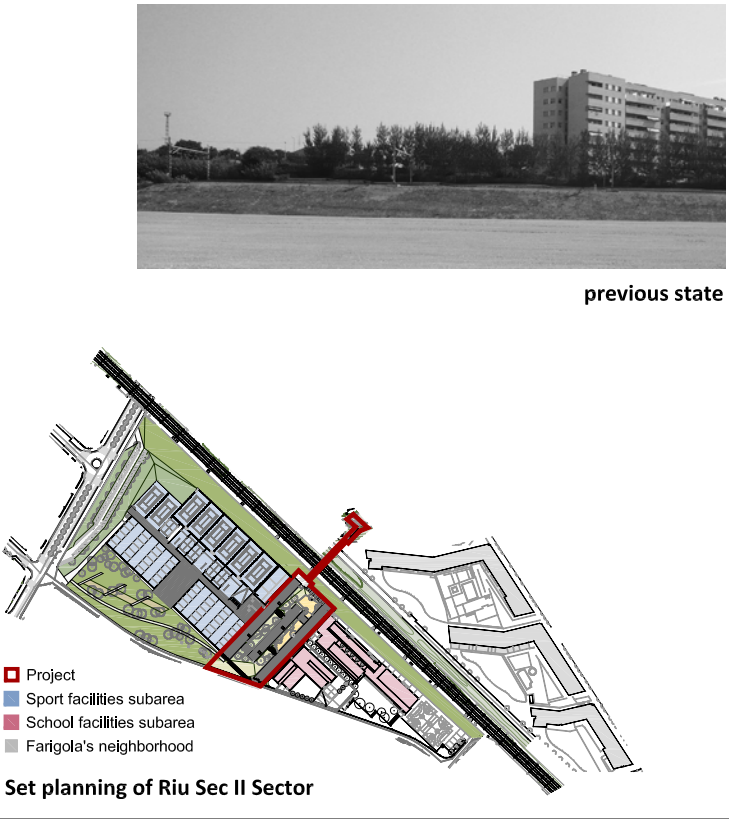 previous state
Project
Sport facilities subarea
School facilities subarea
Farigola's neighborhood
Set planning of Riu Sec II Sector